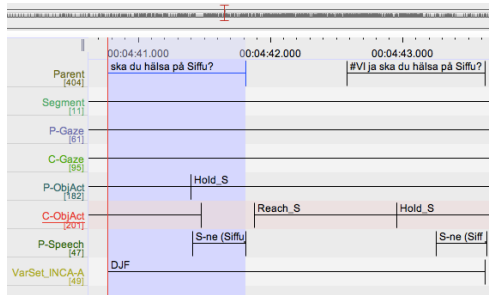 00:04:41.000 00:04:42.000 00:04:43.000
Parent
[404]
ska du hälsa på Siffu? #VI ja ska du hälsa på Siffu?
Segment
[11]
P-Gaze
[61]
C-Gaze
[95]
P-ObjAct
[182]
Hold_S
C-ObjAct
[201]
Reach_S Hold_S
P-Speech
[47]
S-ne (Siffu S-ne (Siff
VarSet_INCA-A
[49]
DJF